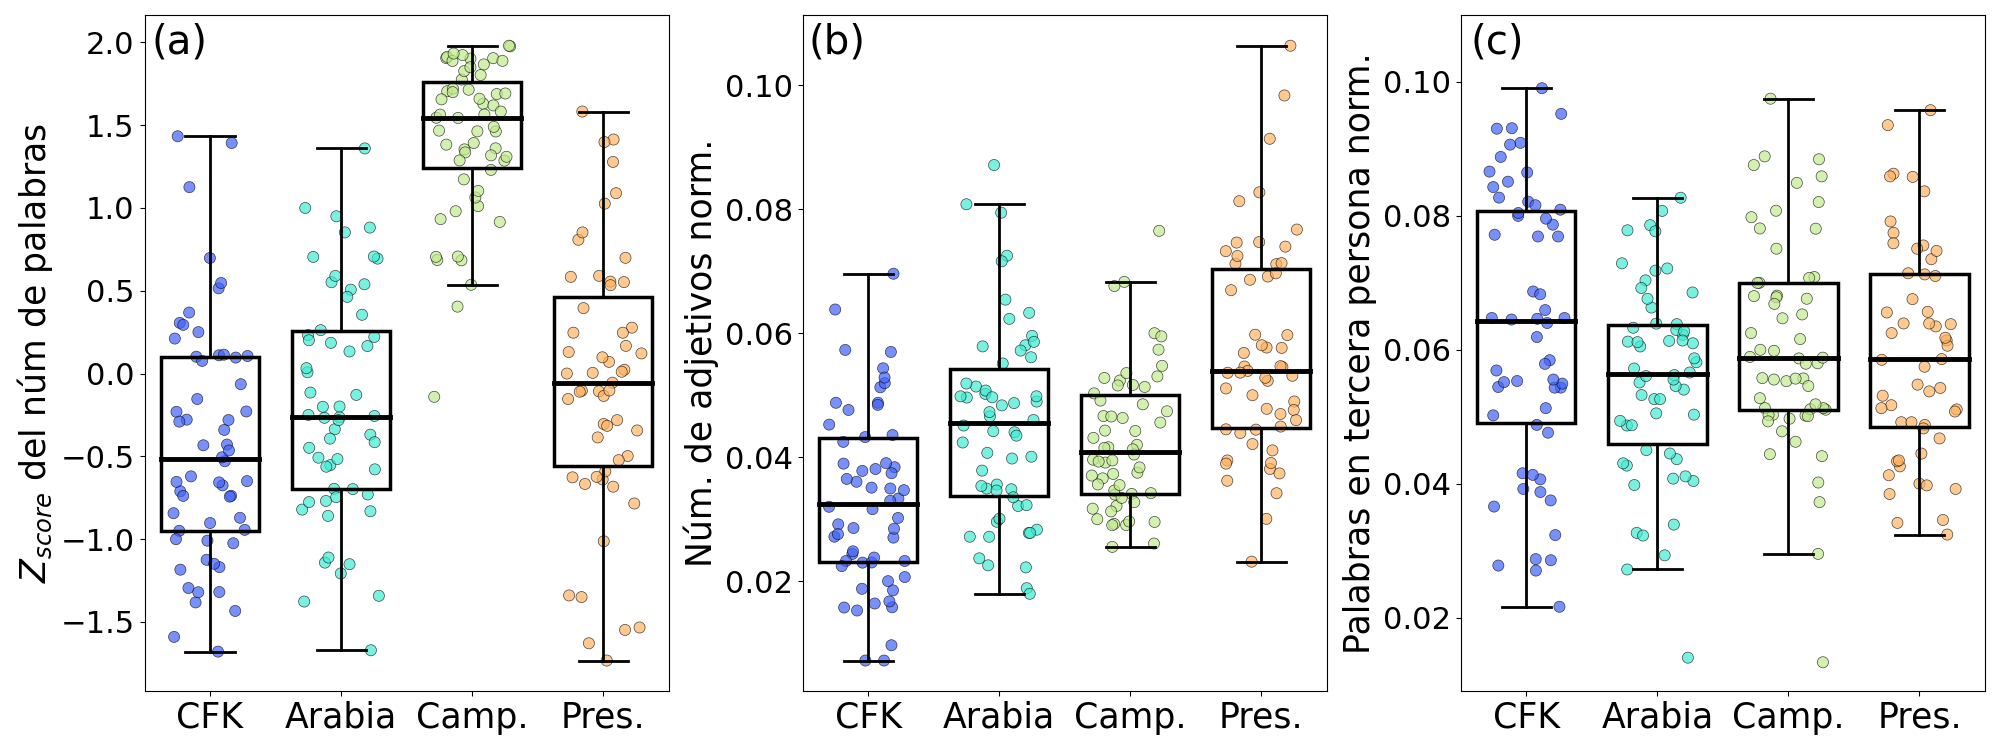 (a)
Z_score del núm de palabras
2.0
1.5
1.0
0.5
0.0
−0.5
−1.0
−1.5
CFK Arabia Camp. Pres.
(b)
Núm. de adjetivos norm.
0.10
0.08
0.06
0.04
0.02
CFK Arabia Camp. Pres.
(c)
Palabras en tercera persona norm.
0.10
0.08
0.06
0.04
0.02
CFK Arabia Camp. Pres.